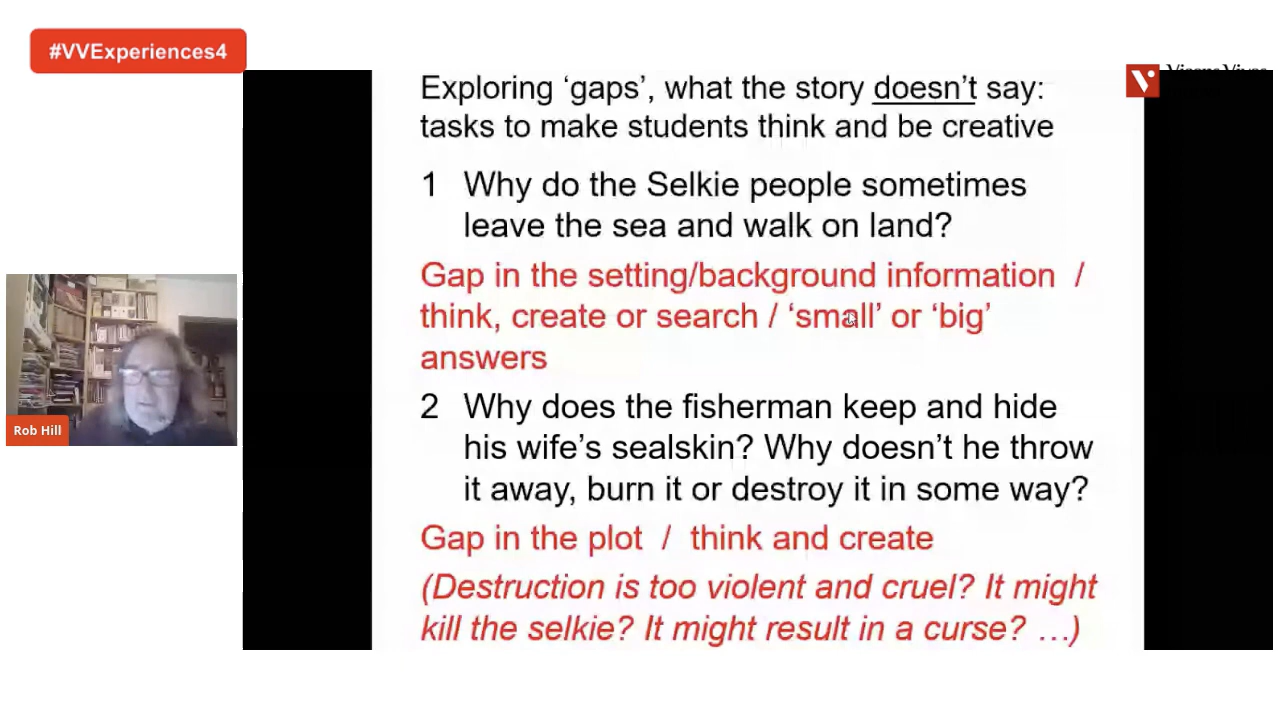 #VVExperiences4
Exploring ‘gaps’, what the story doesn’t say:
tasks to make students think and be creative
1 Why do the Selkie people sometimes
leave the sea and walk on land?
Gap in the setting/background information /
think, create or search / ‘small’ or ‘big’
answers
2 Why does the fisherman keep and hide
his wife’s sealskin? Why doesn’t he throw
it away, burn it or destroy it in some way?
Gap in the plot / think and create
(Destruction is too violent and cruel? It might
kill the selkie? It might result in a curse? …)
Rob Hill